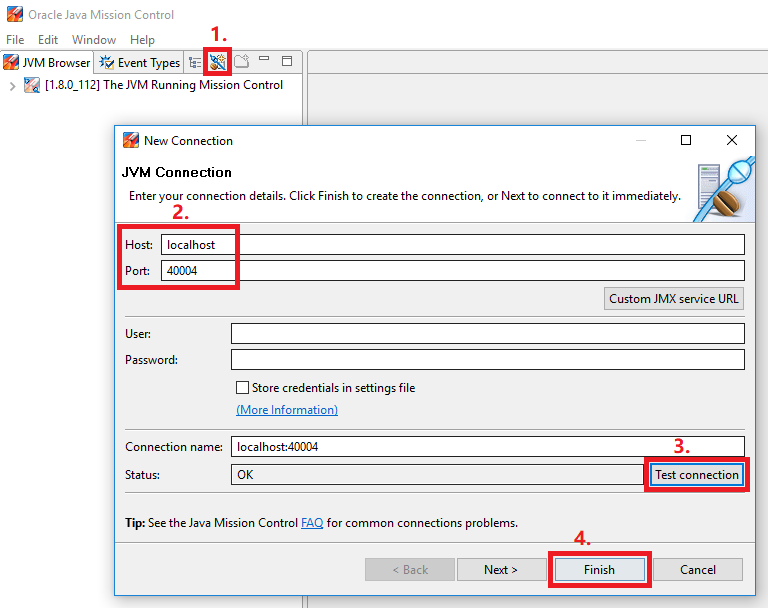 Oracle Java Mission Control
File Edit Window Help
1.
JVM Browser Event Types
[1.8.0_112] The JVM Running Mission Control
New Connection
JVM Connection
Enter your connection details. Click Finish to create the connection, or Next to connect to it immediately.
2.
Host: localhost
Port: 40004
Custom JMX service URL
User:
Password:
Store credentials in settings file
(More Information)
Connection name: localhost:40004
3.
Status: OK Test connection
Tip: See the Java Mission Control FAQ for common connections problems.
4.
< Back Next > Finish Cancel